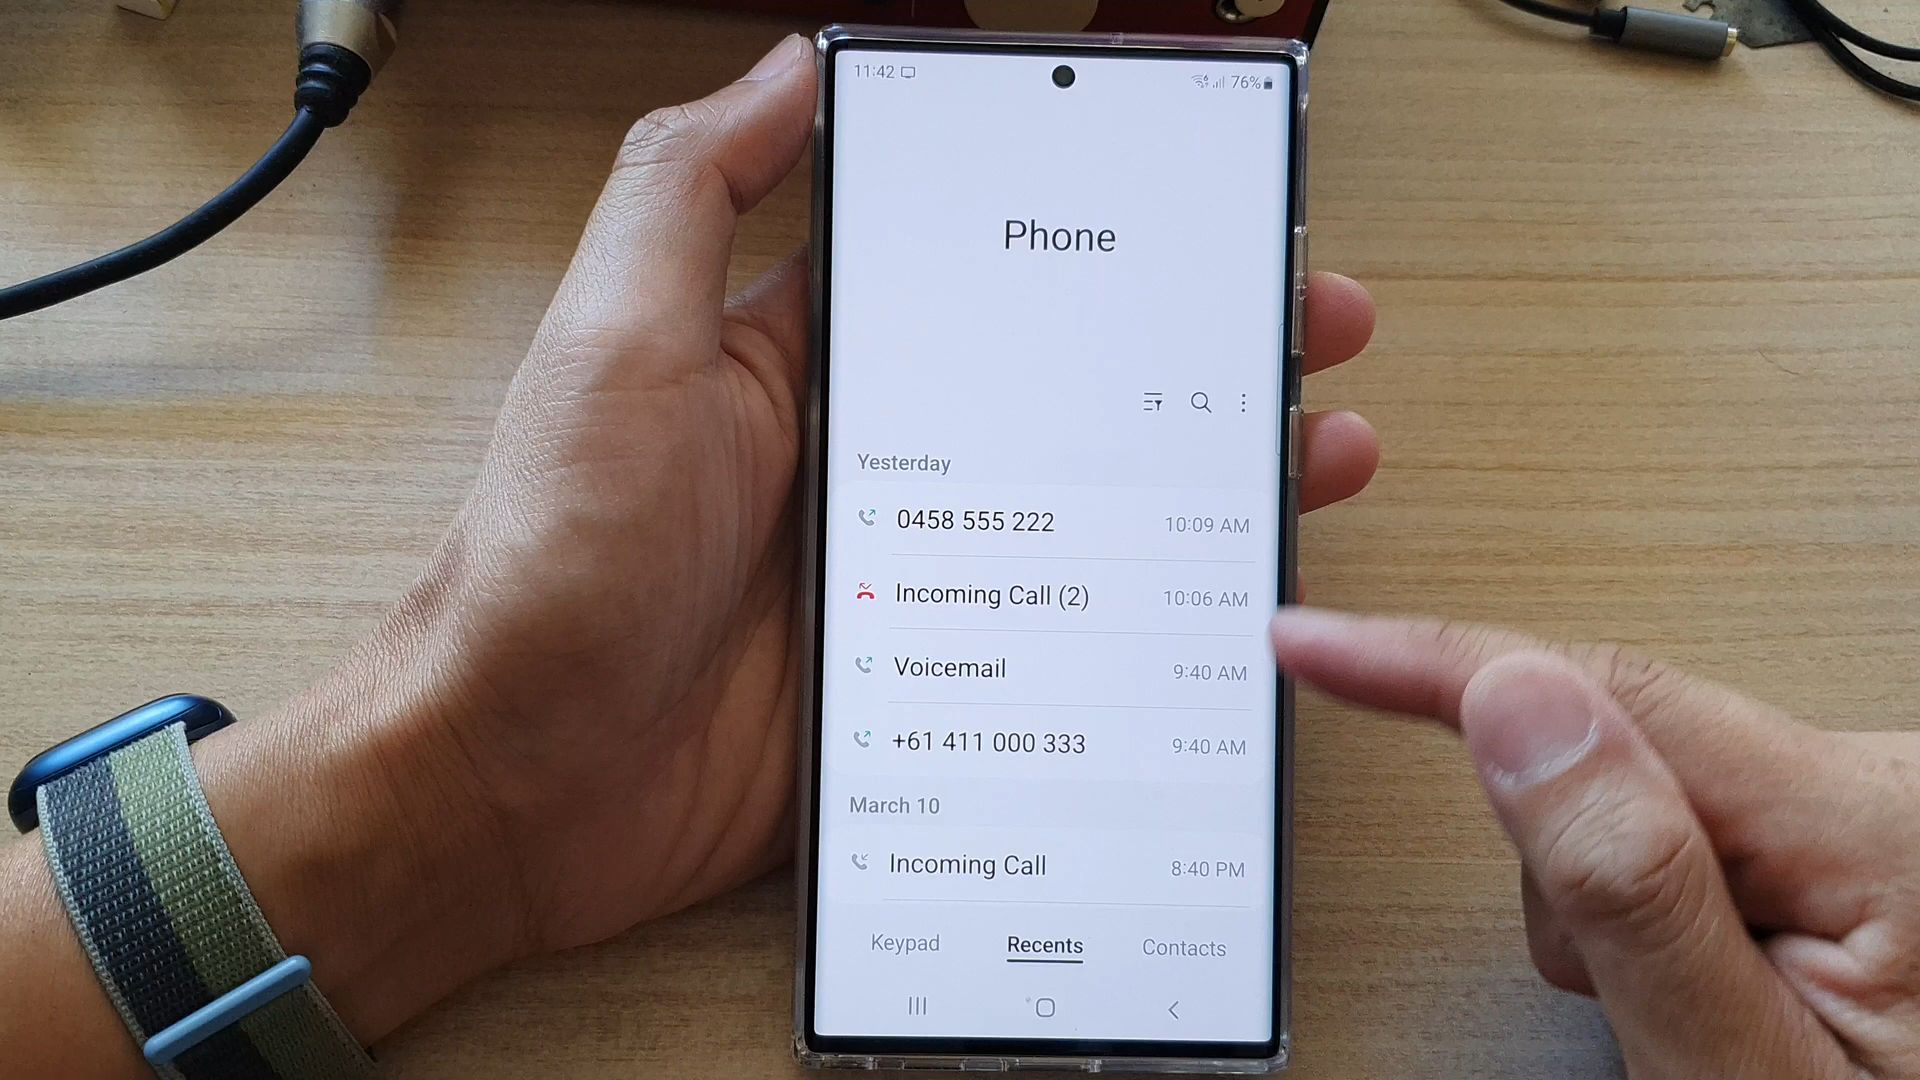 11:42 76%
Phone
Yesterday
0458 555 222 10:09 AM
Incoming Call (2) 10:06 AM
Voicemail 9:40 AM
+61 411 000 333 9:40 AM
March 10
Incoming Call 8:40 PM
Keypad Recents Contacts